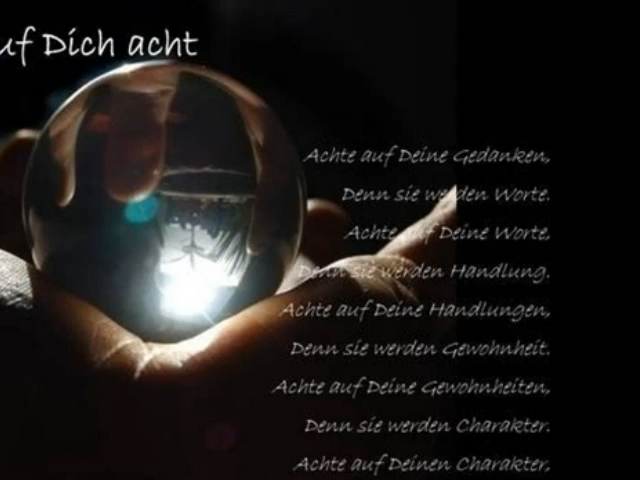 uf Dich acht
Achte auf Deine Gedanken,
Denn sie werden Worte.
Achte auf Deine Worte,
Denn sie werden Handlung.
Achte auf Deine Handlungen,
Denn sie werden Gewohnheit.
Achte auf Deine Gewohnheiten,
Denn sie werden Charakter.
Achte auf Deinen Charakter,